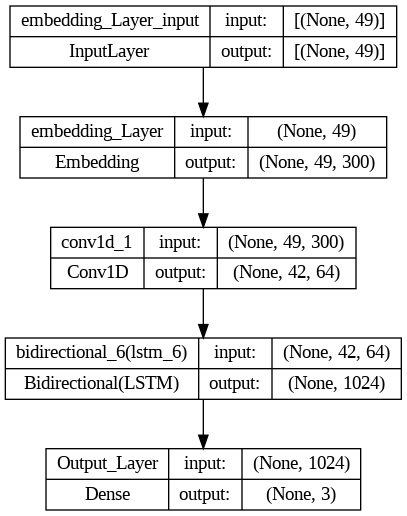 embedding_Layer_input input: [(None, 49)]
InputLayer output: [(None, 49)]
embedding_Layer input: (None, 49)
Embedding output: (None, 49, 300)
conv1d_1 input: (None, 49, 300)
Conv1D output: (None, 42, 64)
bidirectional_6(lstm_6) input: (None, 42, 64)
Bidirectional(LSTM) output: (None, 1024)
Output_Layer input: (None, 1024)
Dense output: (None, 3)